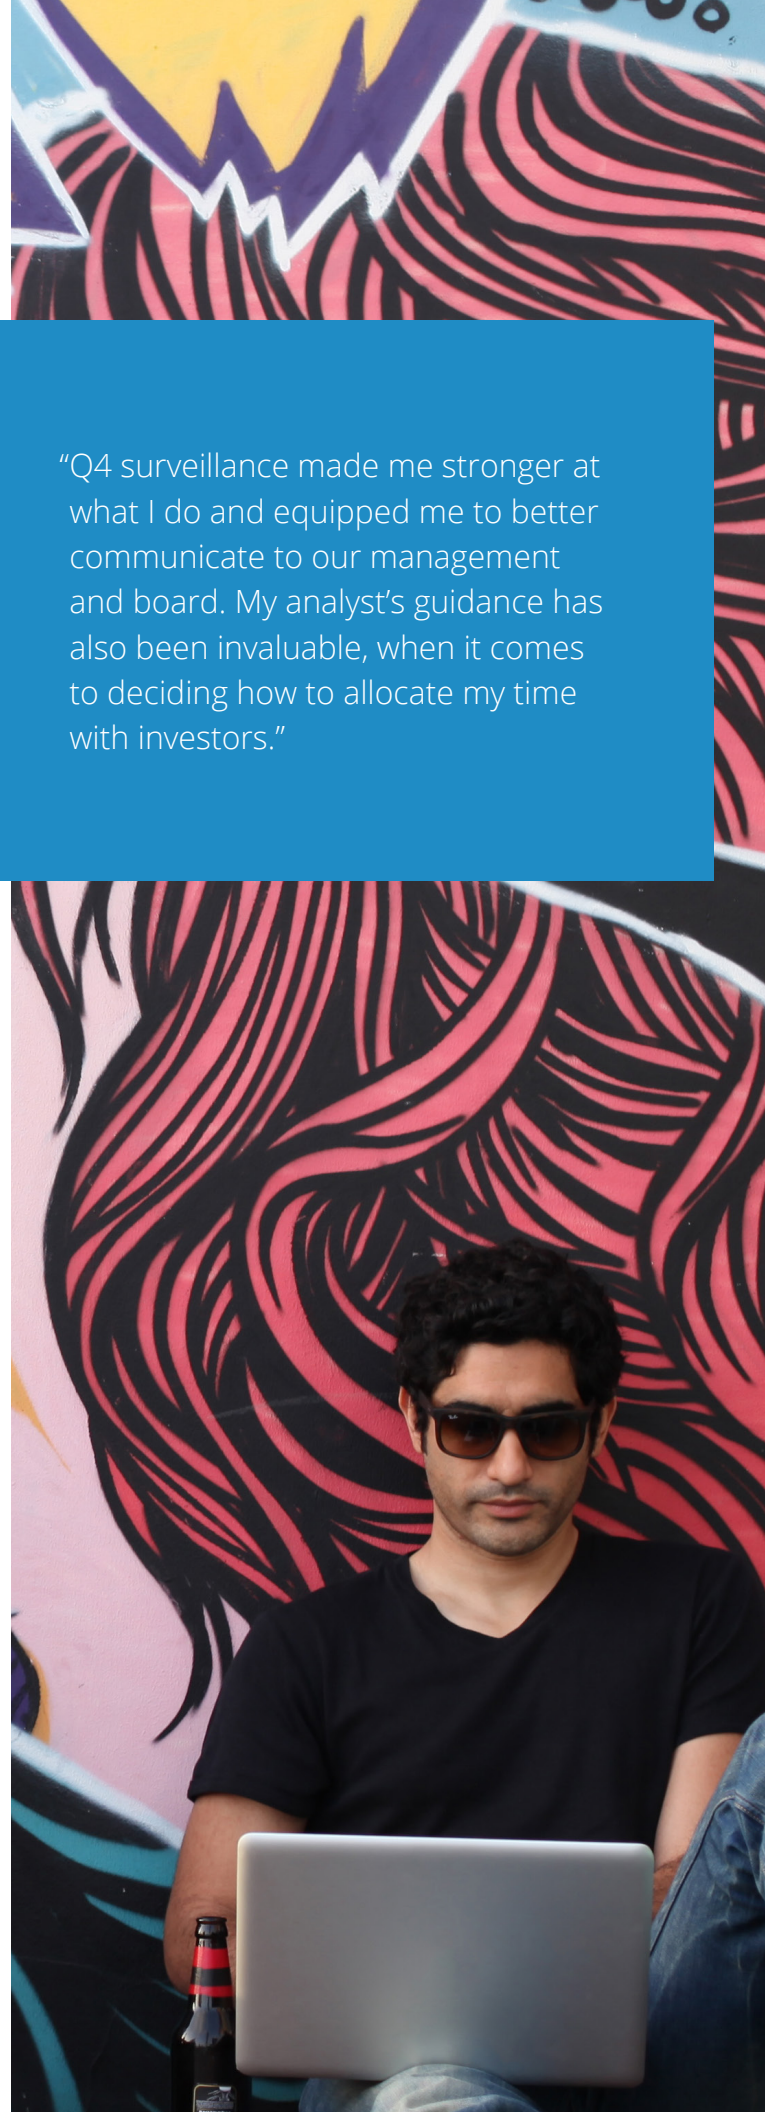 “Q4 surveillance made me stronger at
what I do and equipped me to better
communicate to our management
and board. My analyst’s guidance has
also been invaluable, when it comes
to deciding how to allocate my time
with investors.”